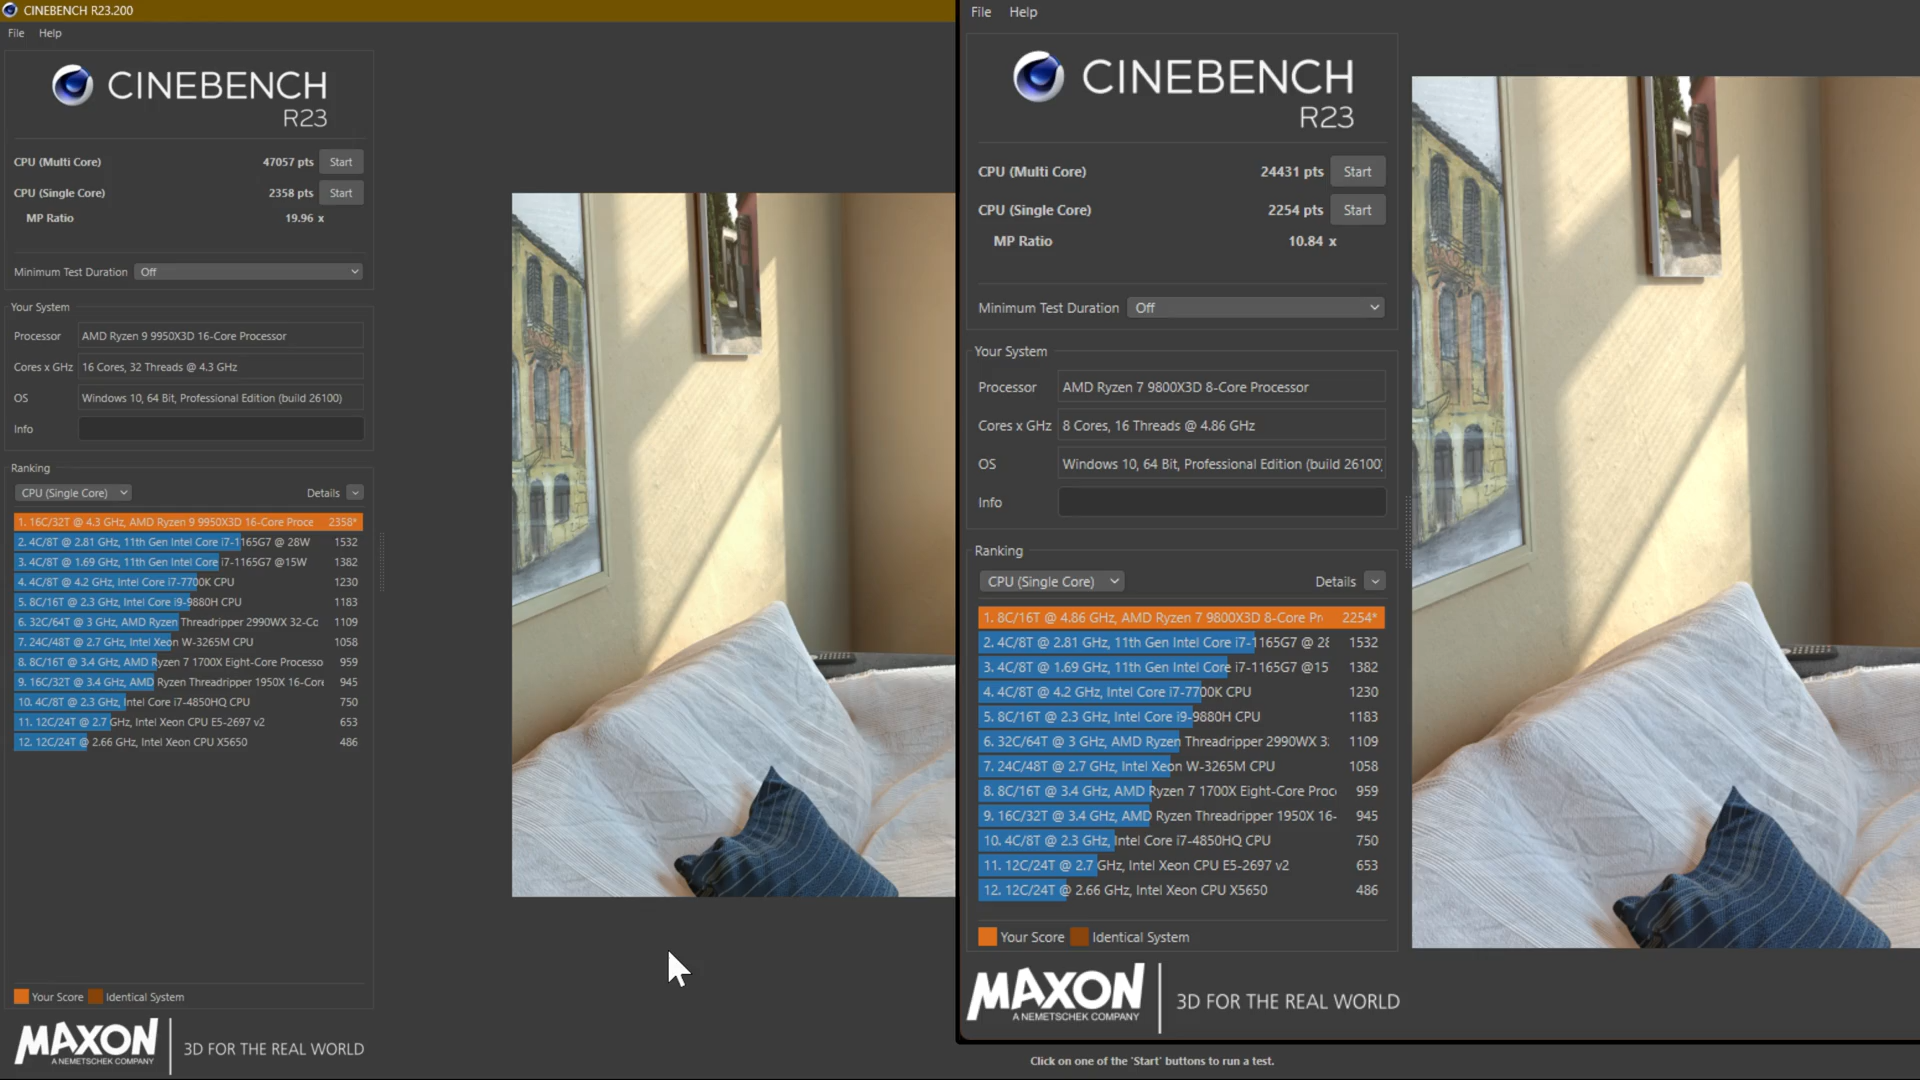 CINEBENCH R23.200
File Help
CINEBENCH
R23
CPU (Multi Core) 47057 pts Start
CPU (Single Core) 2358 pts Start
MP Ratio 19.96 x
Minimum Test Duration Off
Your System
Processor AMD Ryzen 9 9950X3D 16-Core Processor
Cores x GHz 16 Cores, 32 Threads @ 4.3 GHz
OS Windows 10, 64 Bit, Professional Edition (build 26100)
Info
Ranking
CPU (Single Core) Details
1. 16C/32T @ 4.3 GHz, AMD Ryzen 9 9950X3D 16-Core Proce 2358*
2. 4C/8T @ 2.81 GHz, 11th Gen Intel Core i7-1165G7 @ 28W 1532
3. 4C/8T @ 1.69 GHz, 11th Gen Intel Core i7-1165G7 @15W 1382
4. 4C/8T @ 4.2 GHz, Intel Core i7-7700K CPU 1230
5. 8C/16T @ 2.3 GHz, Intel Core i9-9880H CPU 1183
6. 32C/64T @ 3 GHz, AMD Ryzen Threadripper 2990WX 32-Co 1109
7. 24C/48T @ 2.7 GHz, Intel Xeon W-3265M CPU 1058
8. 8C/16T @ 3.4 GHz, AMD Ryzen 7 1700X Eight-Core Processo 959
9. 16C/32T @ 3.4 GHz, AMD Ryzen Threadripper 1950X 16-Core 945
10. 4C/8T @ 2.3 GHz, Intel Core i7-4850HQ CPU 750
11. 12C/24T @ 2.7 GHz, Intel Xeon CPU E5-2697 v2 653
12. 12C/24T @ 2.66 GHz, Intel Xeon CPU X5650 486
Your Score Identical System
MAXON 3D FOR THE REAL WORLD
A NEMETSCHEK COMPANY
File Help
CINEBENCH
R23
CPU (Multi Core) 24431 pts Start
CPU (Single Core) 2254 pts Start
MP Ratio 10.84 x
Minimum Test Duration Off
Your System
Processor AMD Ryzen 7 9800X3D 8-Core Processor
Cores x GHz 8 Cores, 16 Threads @ 4.86 GHz
OS Windows 10, 64 Bit, Professional Edition (build 26100)
Info
Ranking
CPU (Single Core) Details
1. 8C/16T @ 4.86 GHz, AMD Ryzen 7 9800X3D 8-Core Pr 2254*
2. 4C/8T @ 2.81 GHz, 11th Gen Intel Core i7-1165G7 @ 28 1532
3. 4C/8T @ 1.69 GHz, 11th Gen Intel Core i7-1165G7 @15 1382
4. 4C/8T @ 4.2 GHz, Intel Core i7-7700K CPU 1230
5. 8C/16T @ 2.3 GHz, Intel Core i9-9880H CPU 1183
6. 32C/64T @ 3 GHz, AMD Ryzen Threadripper 2990WX 3 1109
7. 24C/48T @ 2.7 GHz, Intel Xeon W-3265M CPU 1058
8. 8C/16T @ 3.4 GHz, AMD Ryzen 7 1700X Eight-Core Proc 959
9. 16C/32T @ 3.4 GHz, AMD Ryzen Threadripper 1950X 16- 945
10. 4C/8T @ 2.3 GHz, Intel Core i7-4850HQ CPU 750
11. 12C/24T @ 2.7 GHz, Intel Xeon CPU E5-2697 v2 653
12. 12C/24T @ 2.66 GHz, Intel Xeon CPU X5650 486
Your Score Identical System
MAXON 3D FOR THE REAL WORLD
A NEMETSCHEK COMPANY
Click on one of the 'Start' buttons to run a test.